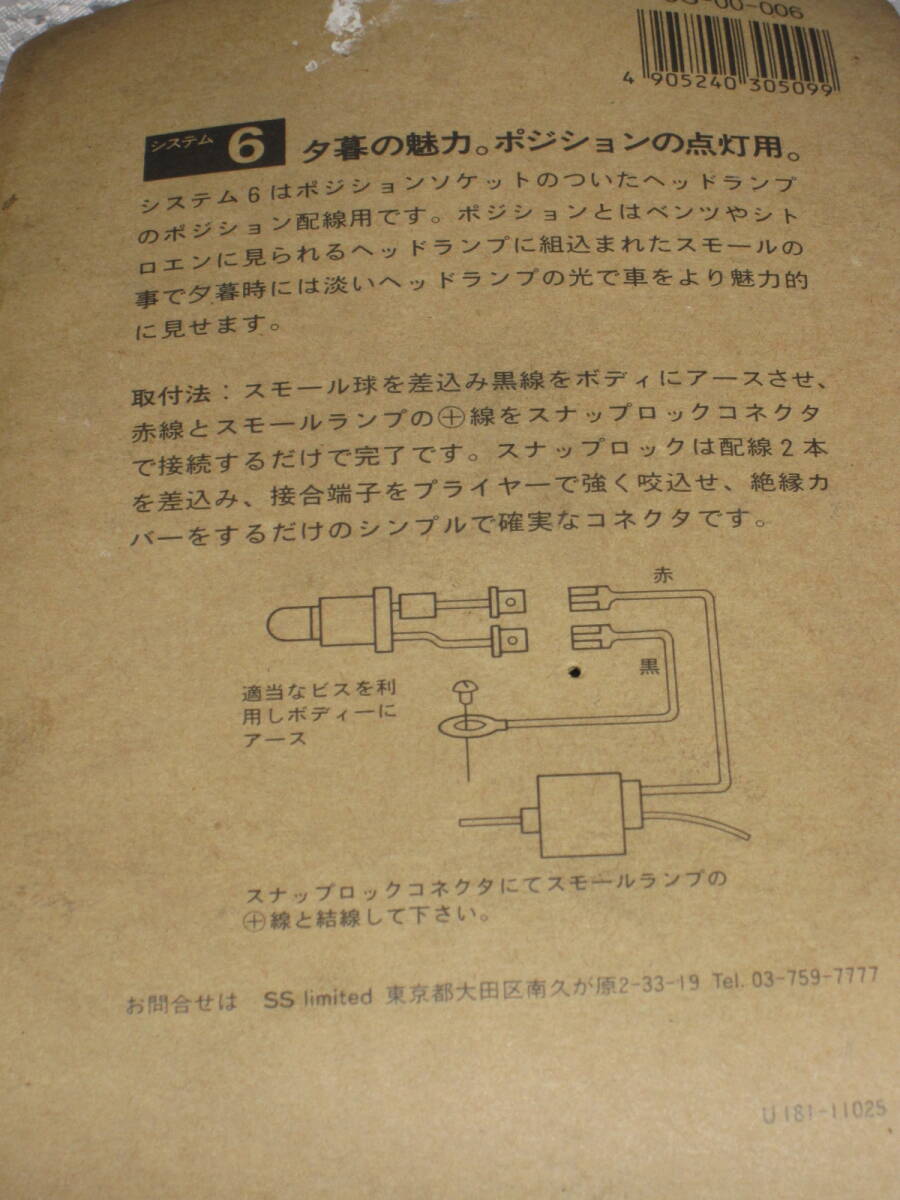 00-006
4 905240 305099
システム 6 夕暮の魅力。ポジションの点灯用。
システム6はポジションソケットのついたヘッドランプ
のポジション配線用です。ポジションとはベンツやシト
ロエンに見られるヘッドランプに組込まれたスモールの
事で夕暮時には淡いヘッドランプの光で車をより魅力的
に見せます。
取付法：スモール球を差込み黒線をボディにアースさせ、
赤線とスモールランプの⊕線をスナップロックコネクタ
で接続するだけで完了です。スナップロックは配線2本
を差込み、接合端子をプライヤーで強く咬込せ、絶縁カ
バーをするだけのシンプルで確実なコネクタです。
赤
黒
適当なビスを利
用しボディーに
アース
スナップロックコネクタにてスモールランプの
⊕線と結線して下さい。
お問合せは SS limited 東京都大田区南久が原2-33-19 Tel. 03-759-7777
U 181-11025